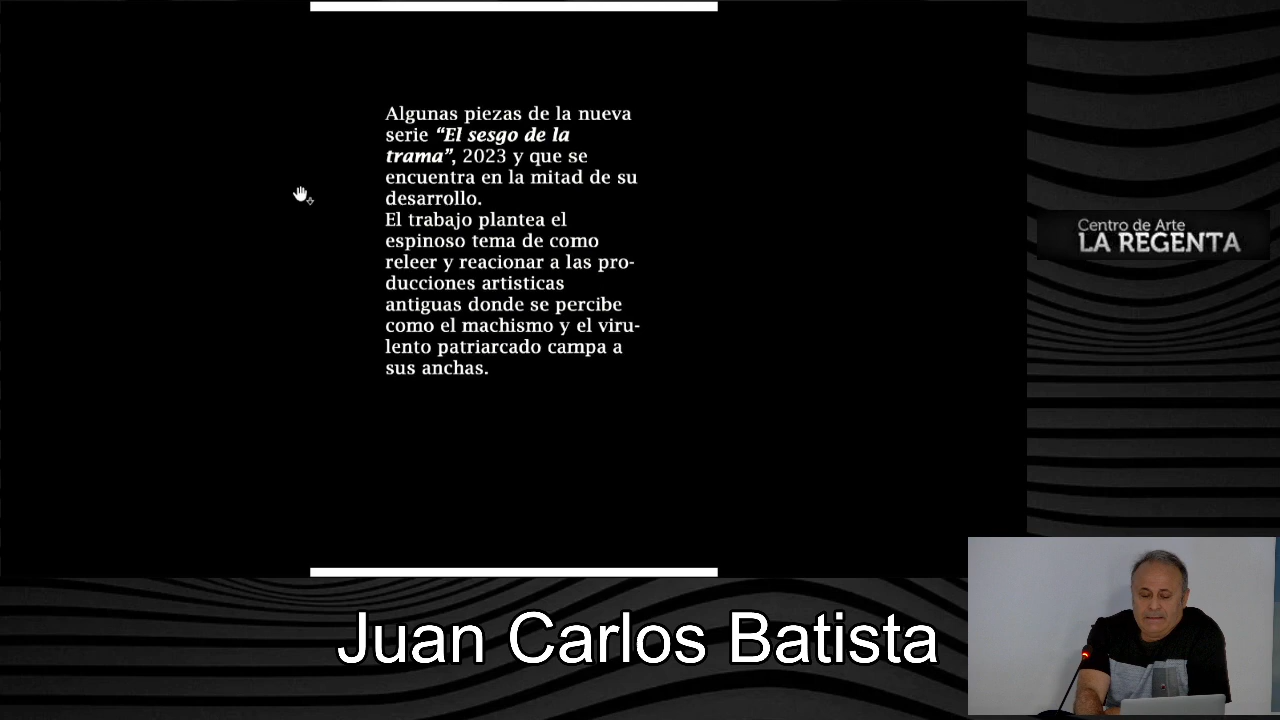 Algunas piezas de la nueva
serie “El sesgo de la
trama”, 2023 y que se
encuentra en la mitad de su
desarrollo.
El trabajo plantea el
espinoso tema de como
releer y reacionar a las pro-
ducciones artisticas
antiguas donde se percibe
como el machismo y el viru-
lento patriarcado campa a
sus anchas.
Centro de Arte
LA REGENTA
Juan Carlos Batista